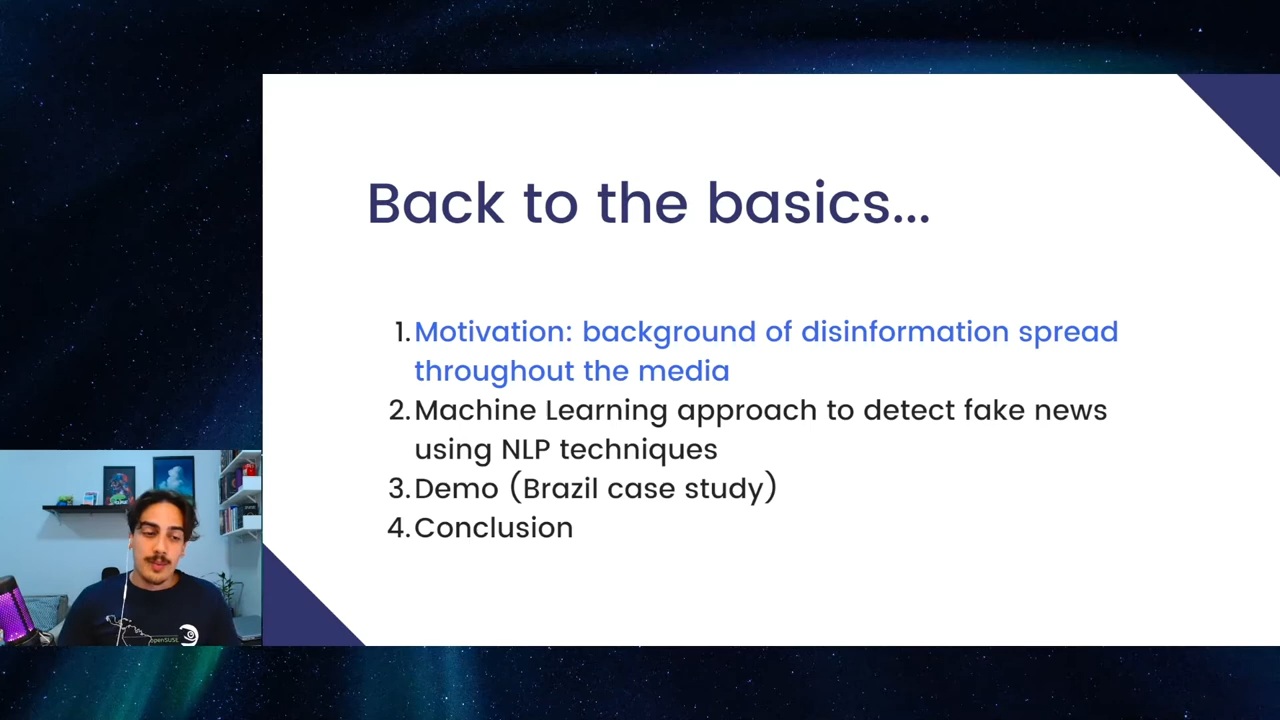 Back to the basics...
1. Motivation: background of disinformation spread
throughout the media
2. Machine Learning approach to detect fake news
using NLP techniques
3. Demo (Brazil case study)
4. Conclusion
openSUSE